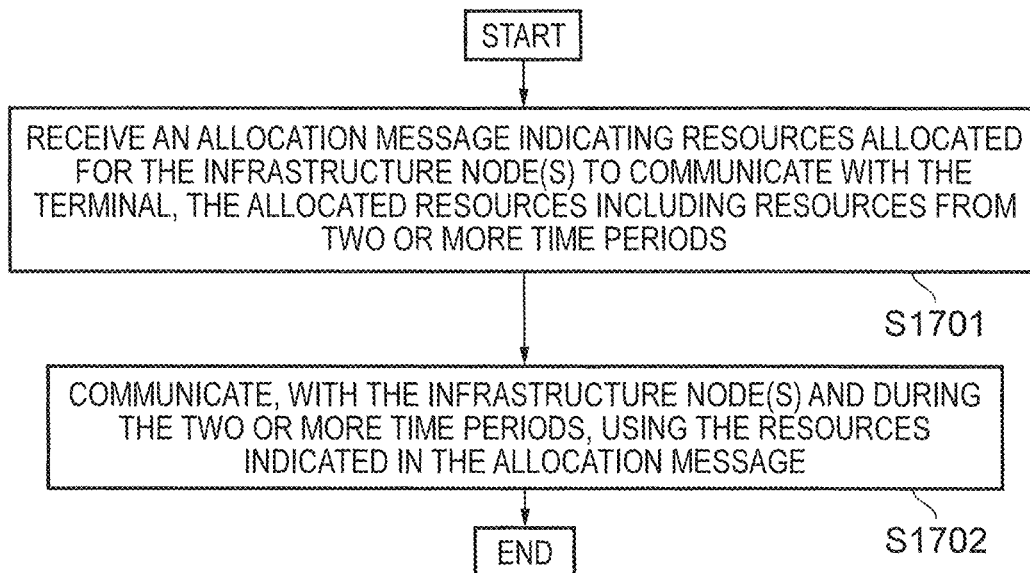 START
RECEIVE AN ALLOCATION MESSAGE INDICATING RESOURCES ALLOCATED
FOR THE INFRASTRUCTURE NODE(S) TO COMMUNICATE WITH THE
TERMINAL, THE ALLOCATED RESOURCES INCLUDING RESOURCES FROM
TWO OR MORE TIME PERIODS
S1701
COMMUNICATE, WITH THE INFRASTRUCTURE NODE(S) AND DURING
THE TWO OR MORE TIME PERIODS, USING THE RESOURCES
INDICATED IN THE ALLOCATION MESSAGE
S1702
END